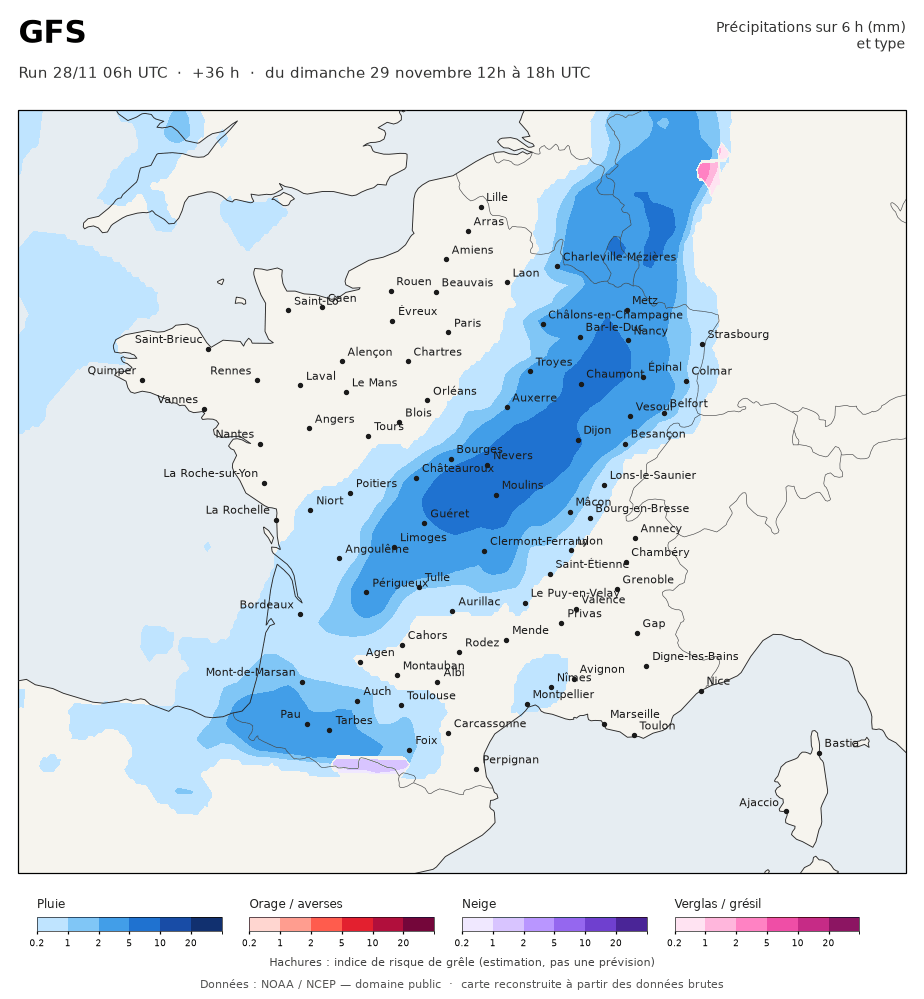 GFS
Précipitations sur 6 h (mm)
et type
Run 28/11 06h UTC · +36 h · du dimanche 29 novembre 12h à 18h UTC
Lille
Arras
Amiens
Charleville-Mézières
Laon
Rouen
Beauvais
Saint-Lô
Caen
Metz
Évreux
Châlons-en-Champagne
Paris
Bar-le-Duc
Nancy
Saint-Brieuc
Strasbourg
Alençon
Chartres
Quimper
Rennes
Laval
Le Mans
Troyes
Chaumont
Épinal
Colmar
Vannes
Orléans
Auxerre
Belfort
Angers
Tours
Blois
Vesoul
Nantes
Dijon
Besançon
Bourges
Nevers
La Roche-sur-Yon
Châteauroux
Poitiers
Moulins
Lons-le-Saunier
La Rochelle
Niort
Guéret
Mâcon
Bourg-en-Bresse
Angoulême
Limoges
Clermont-Ferrand
Lyon
Annecy
Chambéry
Périgueux
Tulle
Saint-Étienne
Grenoble
Bordeaux
Aurillac
Le Puy-en-Velay
Valence
Privas
Cahors
Rodez
Mende
Gap
Agen
Mont-de-Marsan
Montauban
Albi
Nîmes
Avignon
Digne-les-Bains
Auch
Toulouse
Montpellier
Nice
Pau
Tarbes
Carcassonne
Marseille
Toulon
Foix
Perpignan
Bastia
Ajaccio
Pluie
0.2 1 2 5 10 20
Orage / averses
0.2 1 2 5 10 20
Neige
0.2 1 2 5 10 20
Verglas / grésil
0.2 1 2 5 10 20
Hachures : indice de risque de grêle (estimation, pas une prévision)
Données : NOAA / NCEP — domaine public · carte reconstruite à partir des données brutes